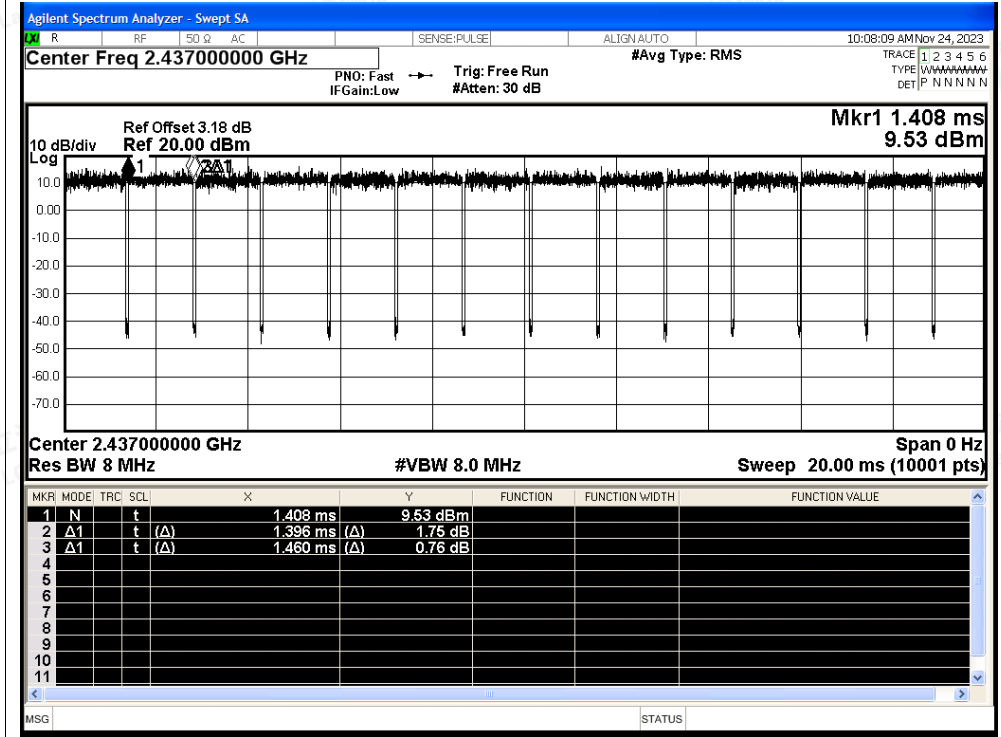 Agilent Spectrum Analyzer - Swept SA
LXI R RF 50 Ω AC SENSE:PULSE ALIGN AUTO 10:08:09 AM Nov 24, 2023
Center Freq 2.437000000 GHz #Avg Type: RMS TRACE 1 2 3 4 5 6
PNO: Fast Trig: Free Run TYPE
IFGain:Low #Atten: 30 dB DET P N N N N N
Mkr1 1.408 ms
Ref Offset 3.18 dB
10 dB/div Ref 20.00 dBm 9.53 dBm
Log
1 3Δ1
10.0
0.00
-10.0
-20.0
-30.0
-40.0
-50.0
-60.0
-70.0
Center 2.437000000 GHz Span 0 Hz
Res BW 8 MHz #VBW 8.0 MHz Sweep 20.00 ms (10001 pts)
MKR MODE TRC SCL X Y FUNCTION FUNCTION WIDTH FUNCTION VALUE
1 N t 1.408 ms 9.53 dBm
2 Δ1 t (Δ) 1.396 ms (Δ) 1.75 dB
3 Δ1 t (Δ) 1.460 ms (Δ) 0.76 dB
4
5
6
7
8
9
10
11
MSG STATUS